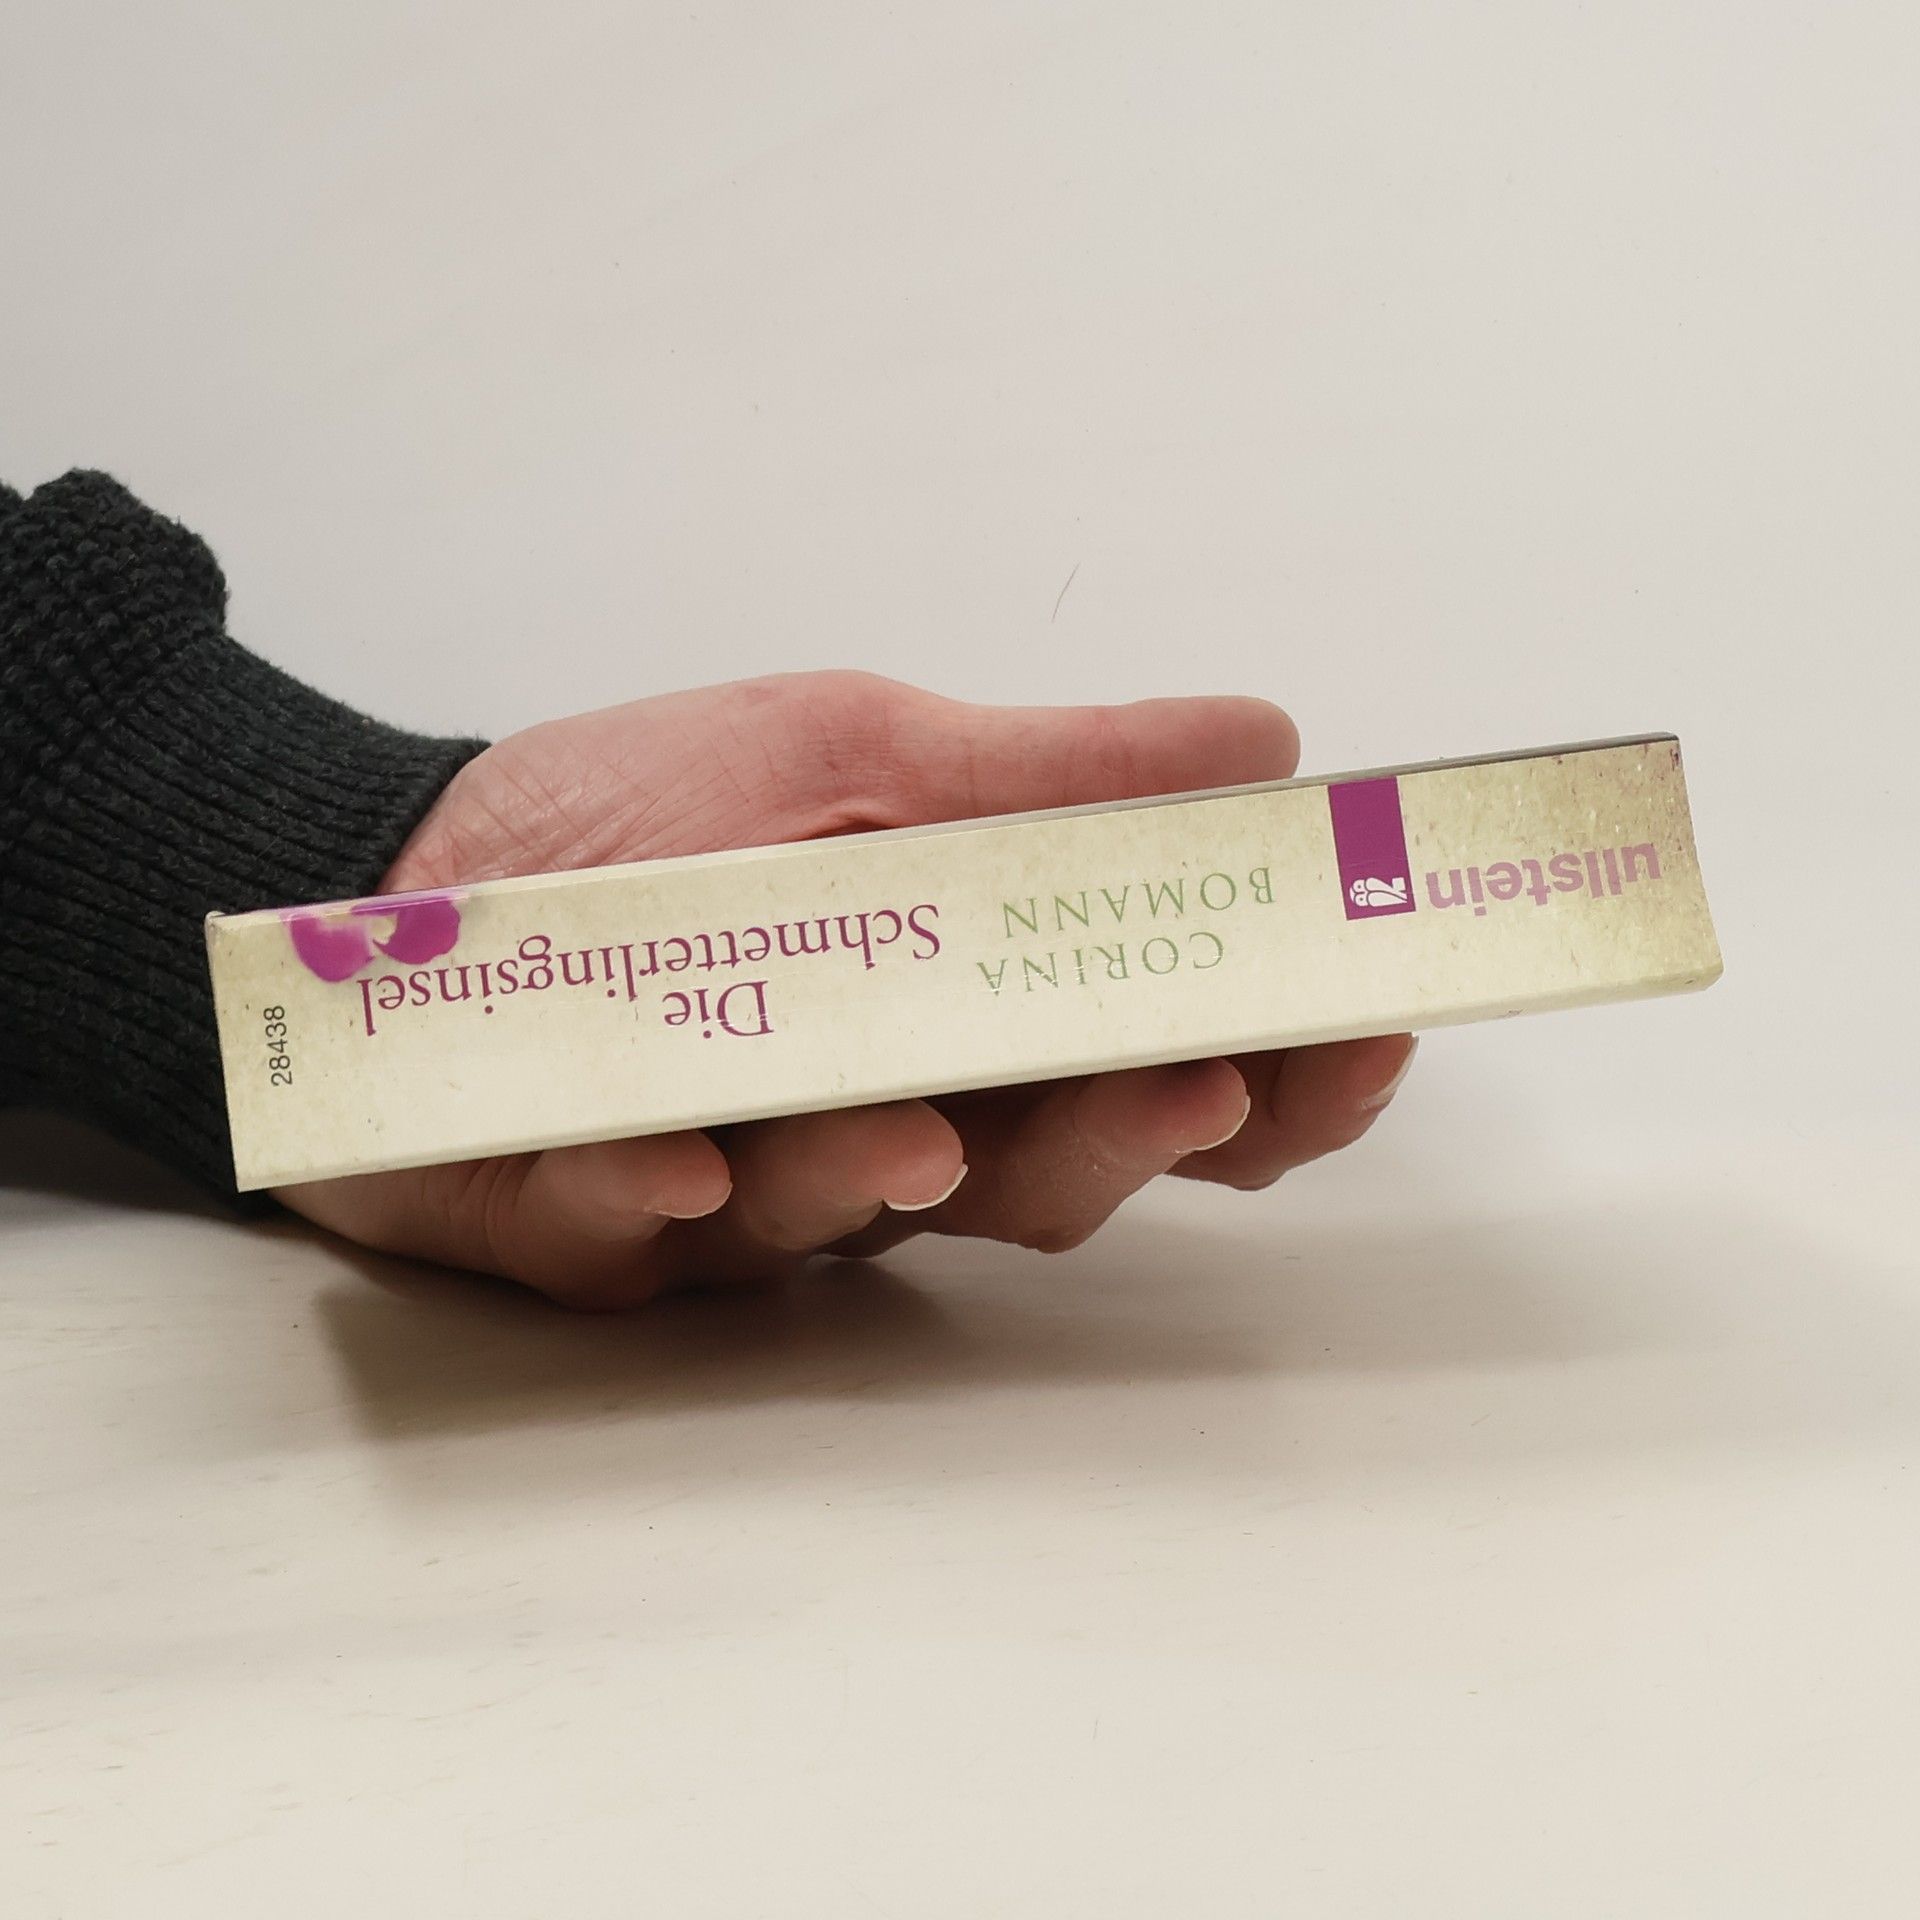 ullstein
CORINA
BOMANN
Die
Schmetterlingsinsel
28438